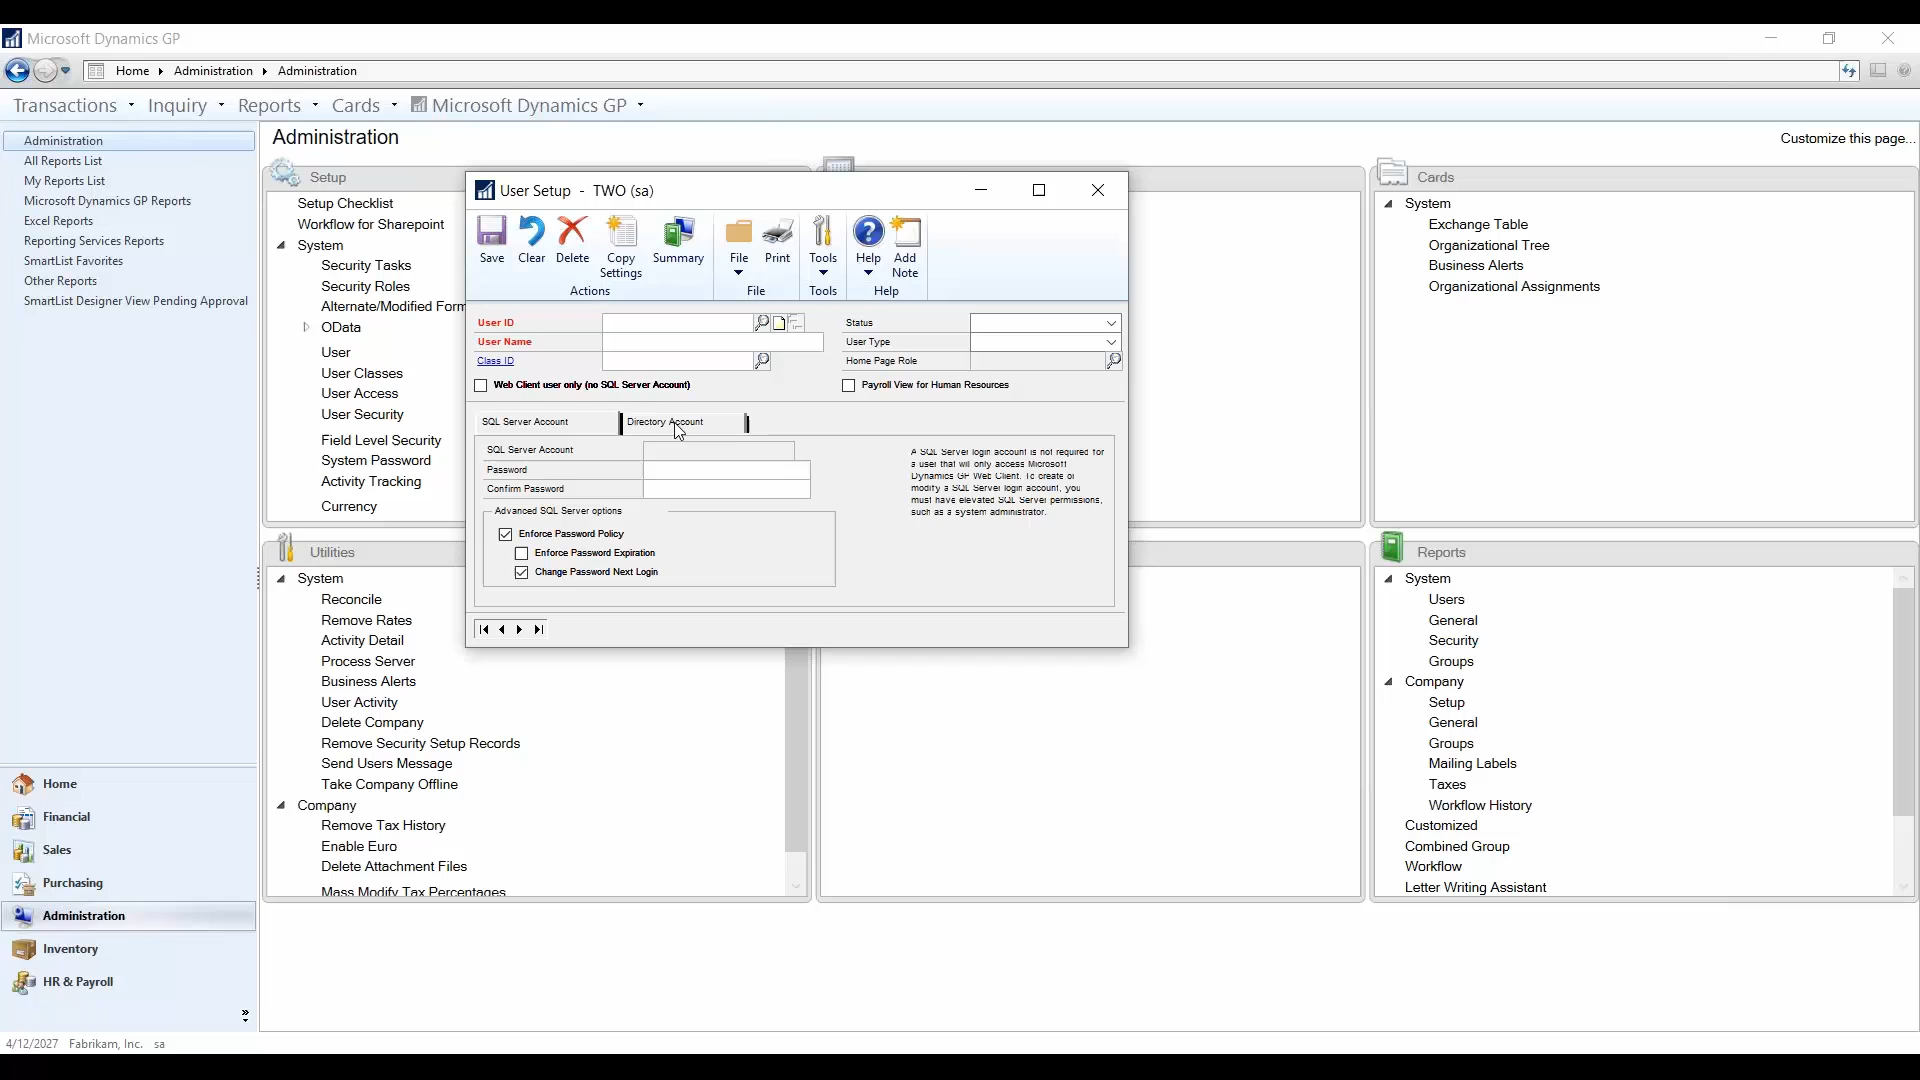 Microsoft Dynamics GP
Home Administration Administration
Transactions Inquiry Reports Cards Microsoft Dynamics GP
Administration
All Reports List
My Reports List
Microsoft Dynamics GP Reports
Excel Reports
Reporting Services Reports
SmartList Favorites
Other Reports
SmartList Designer View Pending Approval
Home
Financial
Sales
Purchasing
Administration
Inventory
HR & Payroll
Administration
Customize this page...
Setup
Setup Checklist
Workflow for Sharepoint
System
Security Tasks
Security Roles
Alternate/Modified Form
OData
User
User Classes
User Access
User Security
Field Level Security
System Password
Activity Tracking
Currency
Utilities
System
Reconcile
Remove Rates
Activity Detail
Process Server
Business Alerts
User Activity
Delete Company
Remove Security Setup Records
Send Users Message
Take Company Offline
Company
Remove Tax History
Enable Euro
Delete Attachment Files
Mass Modify Tax Percentages
User Setup - TWO (sa)
Save Clear Delete Copy Settings Summary File Print Tools Help Add Note
Actions File Tools Help
User ID
User Name
Class ID
Status
User Type
Home Page Role
Web Client user only (no SQL Server Account)
Payroll View for Human Resources
SQL Server Account Directory Account
SQL Server Account
Password
Confirm Password
Advanced SQL Server options
Enforce Password Policy
Enforce Password Expiration
Change Password Next Login
A SQL Server login account is not required for
a user that will only access Microsoft
Dynamics GP Web Client. To create or
modify a SQL Server login account, you
must have elevated SQL Server permissions,
such as a system administrator.
Cards
System
Exchange Table
Organizational Tree
Business Alerts
Organizational Assignments
Reports
System
Users
General
Security
Groups
Company
Setup
General
Groups
Mailing Labels
Taxes
Workflow History
Customized
Combined Group
Workflow
Letter Writing Assistant
4/12/2027 Fabrikam, Inc. sa